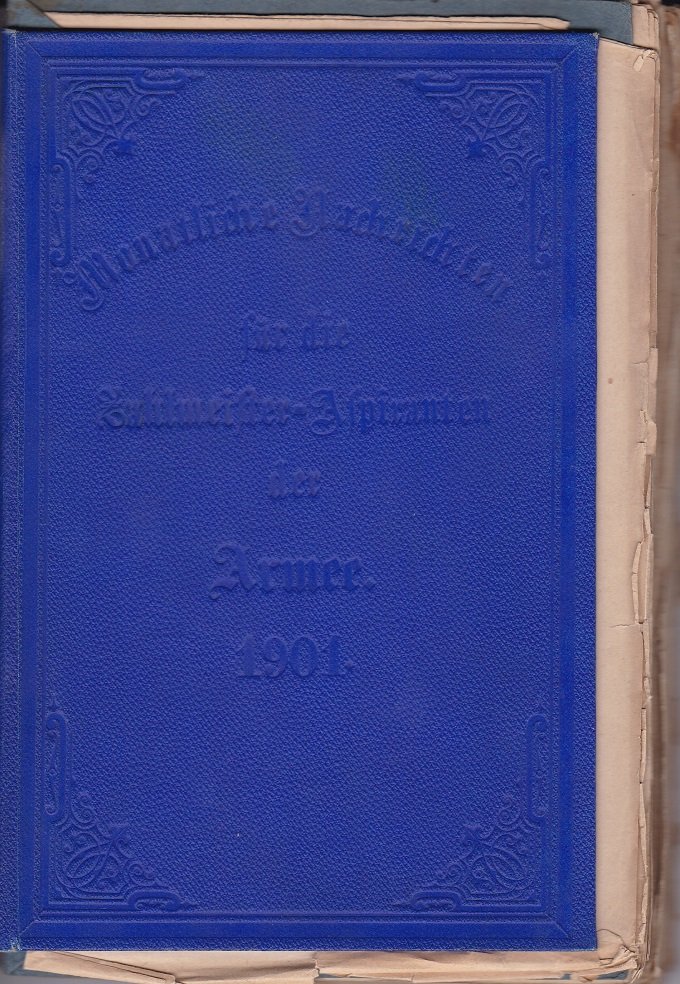 Monatliche Nachrichten
für die
Zahlmeister-Aspiranten
der
Armee.
1901.